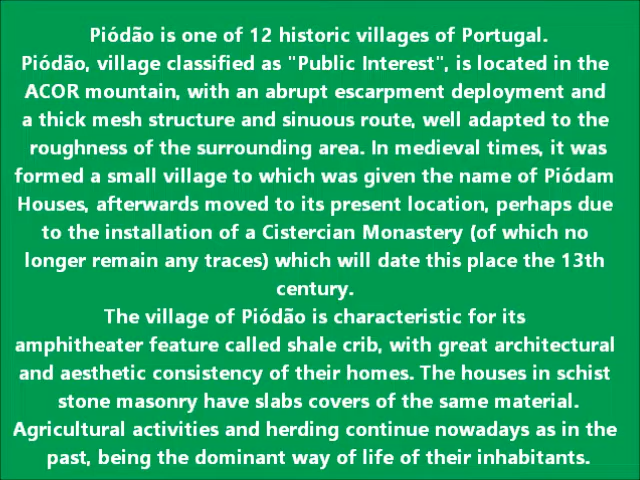 Piódão is one of 12 historic villages of Portugal.
Piódão, village classified as "Public Interest", is located in the
ACOR mountain, with an abrupt escarpment deployment and
a thick mesh structure and sinuous route, well adapted to the
roughness of the surrounding area. In medieval times, it was
formed a small village to which was given the name of Piódam
Houses, afterwards moved to its present location, perhaps due
to the installation of a Cistercian Monastery (of which no
longer remain any traces) which will date this place the 13th
century.
The village of Piódão is characteristic for its
amphitheater feature called shale crib, with great architectural
and aesthetic consistency of their homes. The houses in schist
stone masonry have slabs covers of the same material.
Agricultural activities and herding continue nowadays as in the
past, being the dominant way of life of their inhabitants.